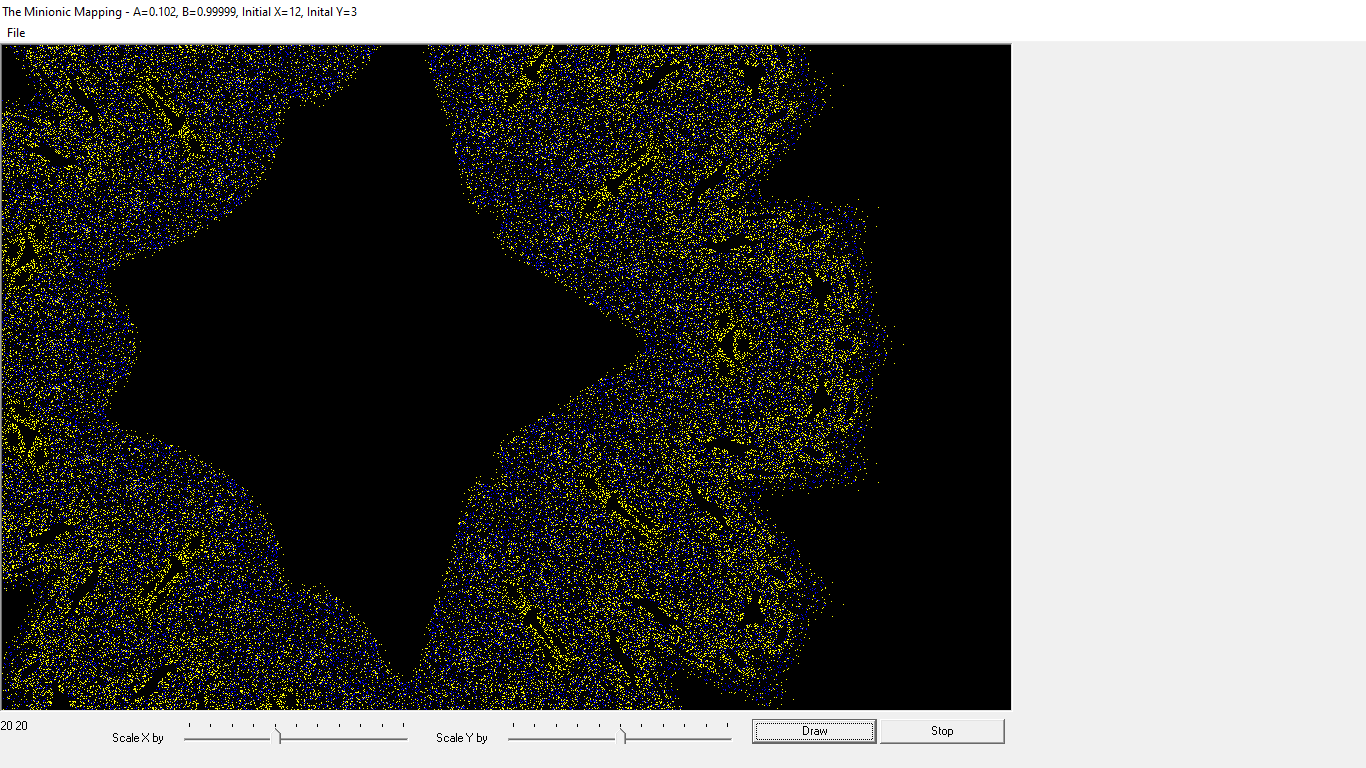 The Minionic Mapping - A=0.102, B=0.99999, Initial X=12, Inital Y=3
File
20 20
Scale X by
Scale Y by
Draw
Stop